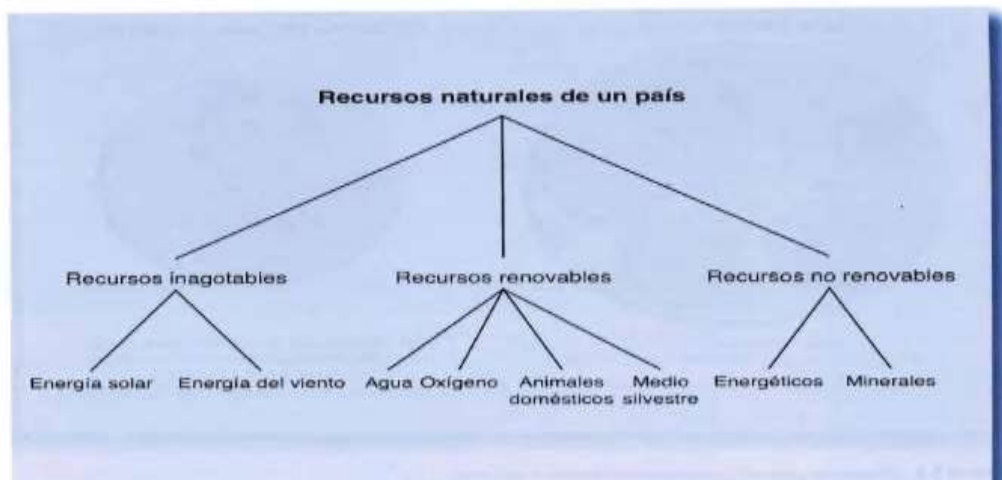 Recursos naturales de un país
Recursos inagotables
Recursos renovables
Recursos no renovables
Energía solar
Energía del viento
Agua
Oxígeno
Animales
domésticos
Medio
silvestre
Energéticos
Minerales